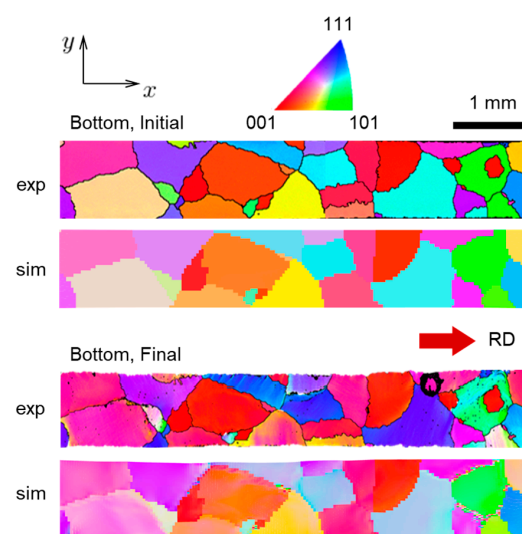 111
y
x
001 101
1 mm
Bottom, Initial
exp
sim
RD
Bottom, Final
exp
sim